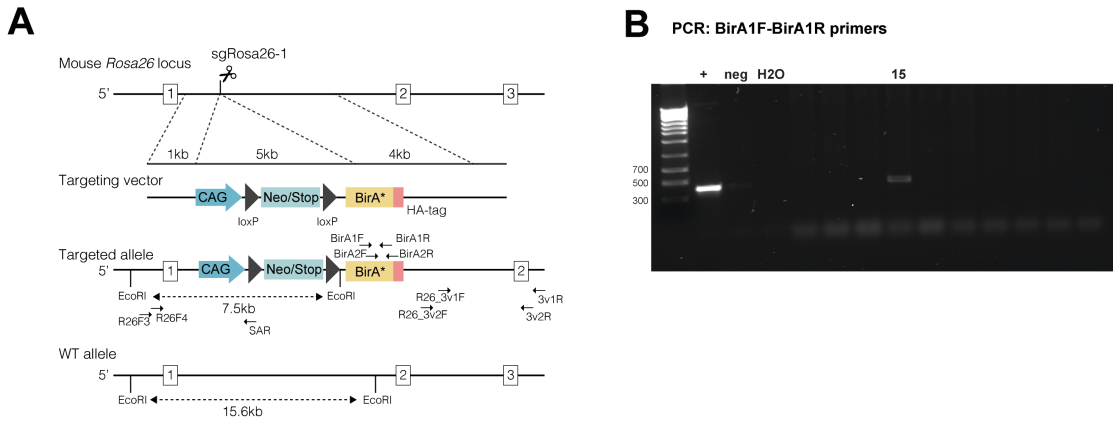 A
sgRosa26-1
Mouse Rosa26 locus
5’
1
2
3
1kb
5kb
4kb
Targeting vector
CAG
Neo/Stop
BirA*
loxP
loxP
HA-tag
BirA1F
BirA1R
Targeted allele
BirA2F
BirA2R
5’
1
CAG
Neo/Stop
BirA*
2
EcoRI
EcoRI
R26_3v1F
3v1R
7.5kb
R26F3
R26F4
R26_3v2F
3v2R
SAR
WT allele
5’
1
2
3
EcoRI
EcoRI
15.6kb
B
PCR: BirA1F-BirA1R primers
+ neg H2O 15
700
500
300